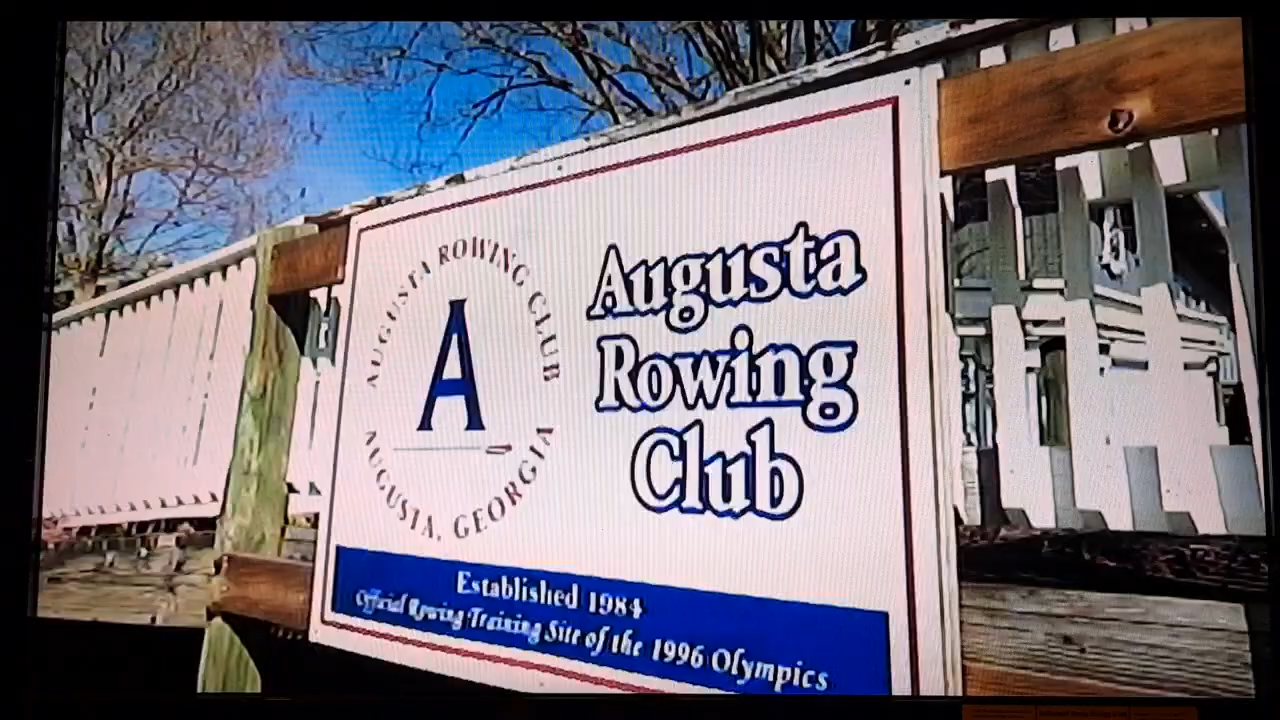 AUGUSTA ROWING CLUB
A
AUGUSTA, GEORGIA
Augusta
Rowing
Club
Established 1984
Official Rowing Training Site of the 1996 Olympics